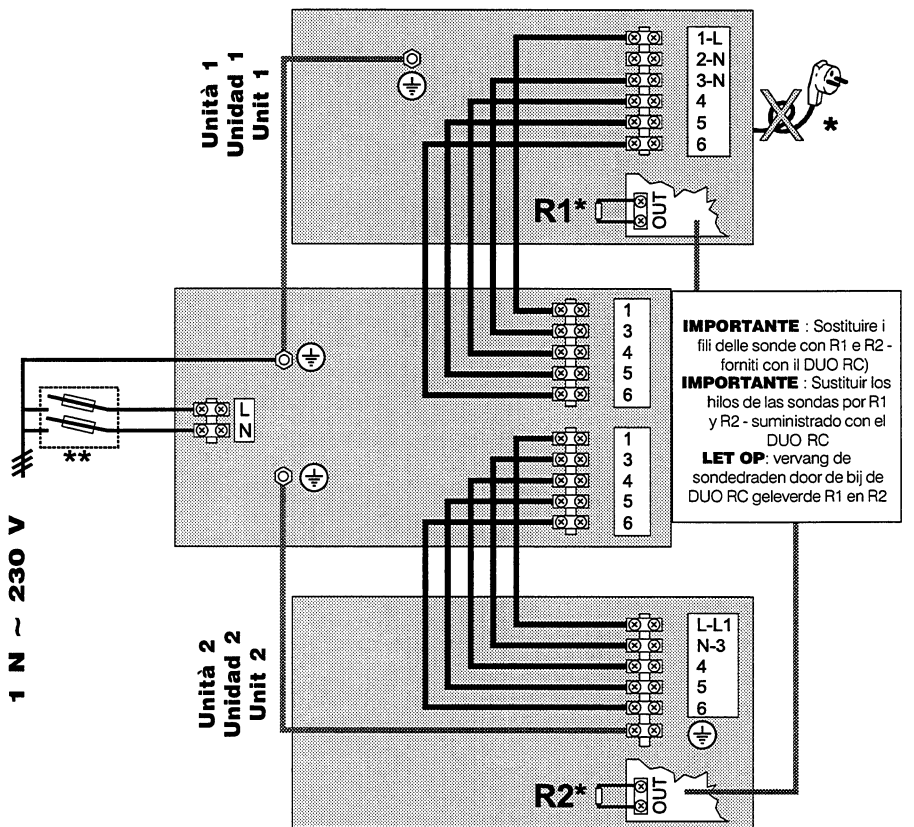 Unità 1
Unidad 1
Unit 1
1-L
2-N
3-N
4
5
6
*
R1*
OUT
1
3
4
5
6
L
N
**
1
3
4
5
6
IMPORTANTE : Sostituire i
fili delle sonde con R1 e R2 -
forniti con il DUO RC)
IMPORTANTE : Sustituir los
hilos de las sondas por R1
y R2 - suministrado con el
DUO RC
LET OP: vervang de
sondedraden door de bij de
DUO RC geleverde R1 en R2
1 N ~ 230 V
Unità 2
Unidad 2
Unit 2
L-L1
N-3
4
5
6
R2*
OUT